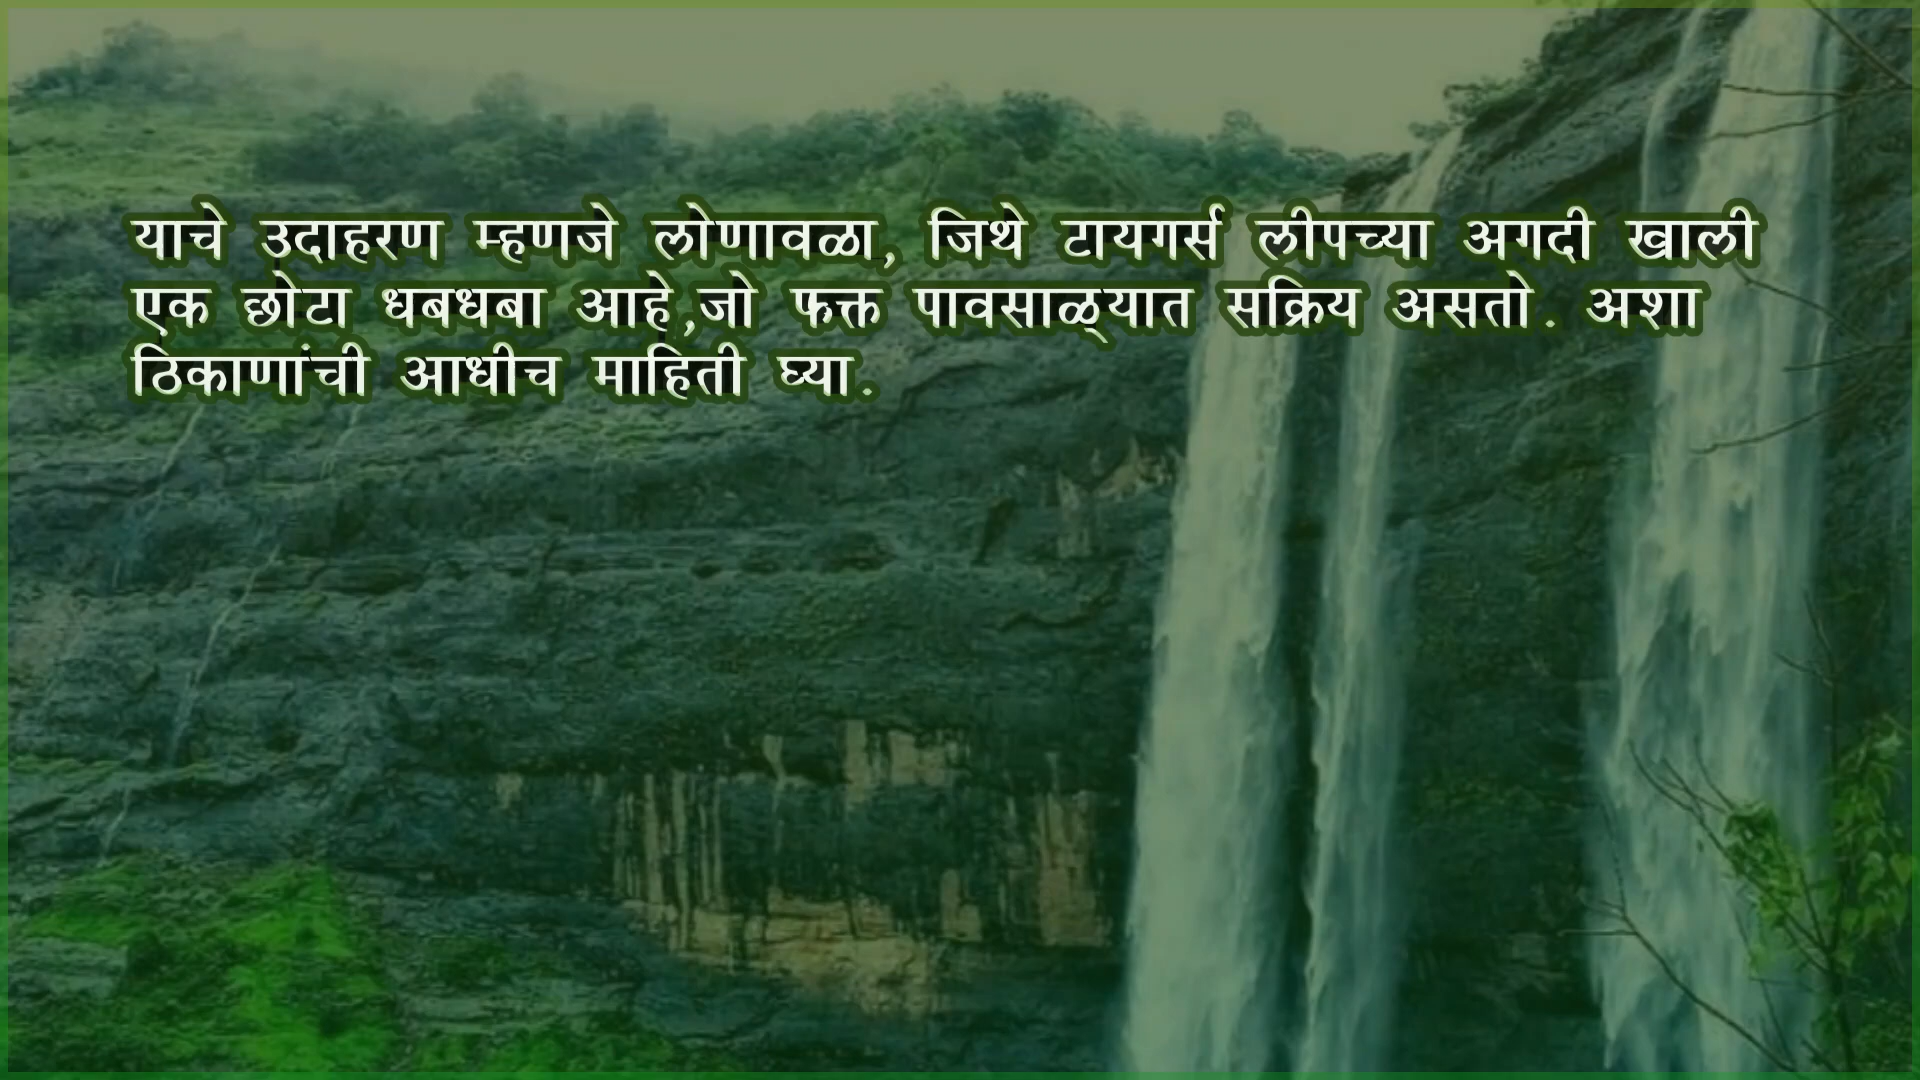 याचे उदाहरण म्हणजे लोणावळा, जिथे टायगर्स लीपच्या अगदी खाली
एक छोटा धबधबा आहे,जो फक्त पावसाळ्यात सक्रिय असतो. अशा
ठिकाणांची आधीच माहिती घ्या.